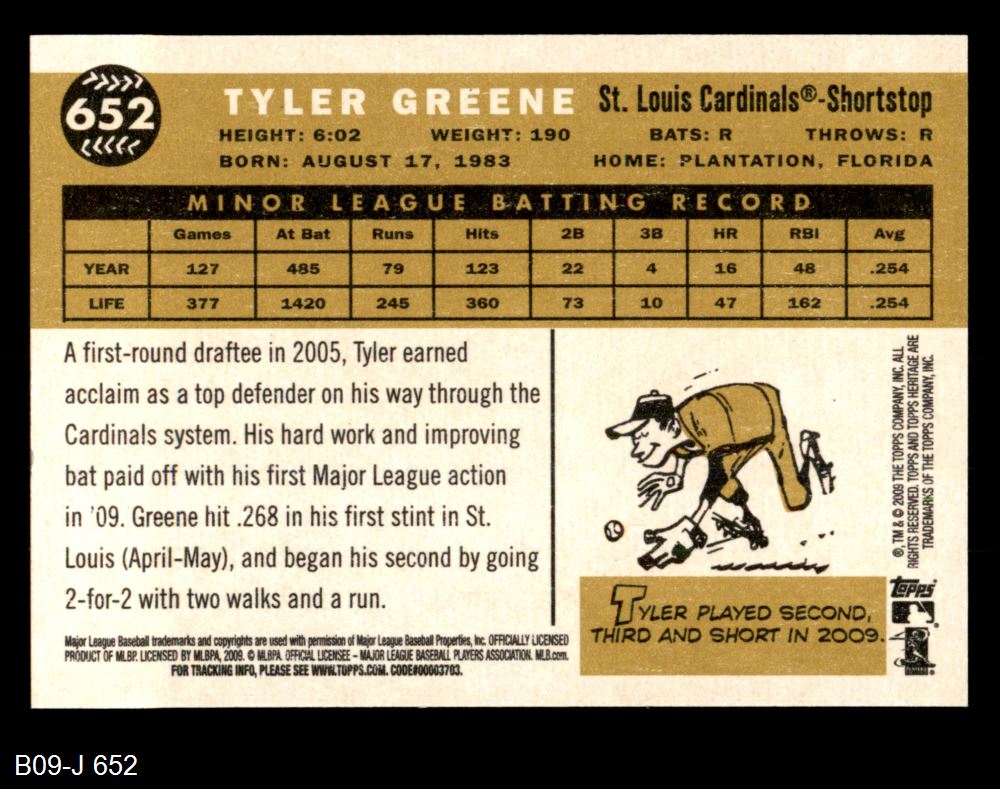 652
TYLER GREENE St. Louis Cardinals®-Shortstop
HEIGHT: 6:02 WEIGHT: 190 BATS: R THROWS: R
BORN: AUGUST 17, 1983 HOME: PLANTATION, FLORIDA
MINOR LEAGUE BATTING RECORD
Games At Bat Runs Hits 2B 3B HR RBI Avg
YEAR 127 485 79 123 22 4 16 48 .254
LIFE 377 1420 245 360 73 10 47 162 .254
A first-round draftee in 2005, Tyler earned
acclaim as a top defender on his way through the
Cardinals system. His hard work and improving
bat paid off with his first Major League action
in '09. Greene hit .268 in his first stint in St.
Louis (April-May), and began his second by going
2-for-2 with two walks and a run.
Major League Baseball trademarks and copyrights are used with permission of Major League Baseball Properties, Inc. OFFICIALLY LICENSED
PRODUCT OF MLBP. LICENSED BY MLBPA, 2009. © MLBPA. OFFICIAL LICENSEE – MAJOR LEAGUE BASEBALL PLAYERS ASSOCIATION. MLB.com.
FOR TRACKING INFO, PLEASE SEE WWW.TOPPS.COM. CODE#00003703.
TYLER PLAYED SECOND,
THIRD AND SHORT IN 2009.
®, TM & © 2009 THE TOPPS COMPANY, INC. ALL
RIGHTS RESERVED. TOPPS AND TOPPS HERITAGE ARE
TRADEMARKS OF THE TOPPS COMPANY, INC.
Topps
B09-J 652